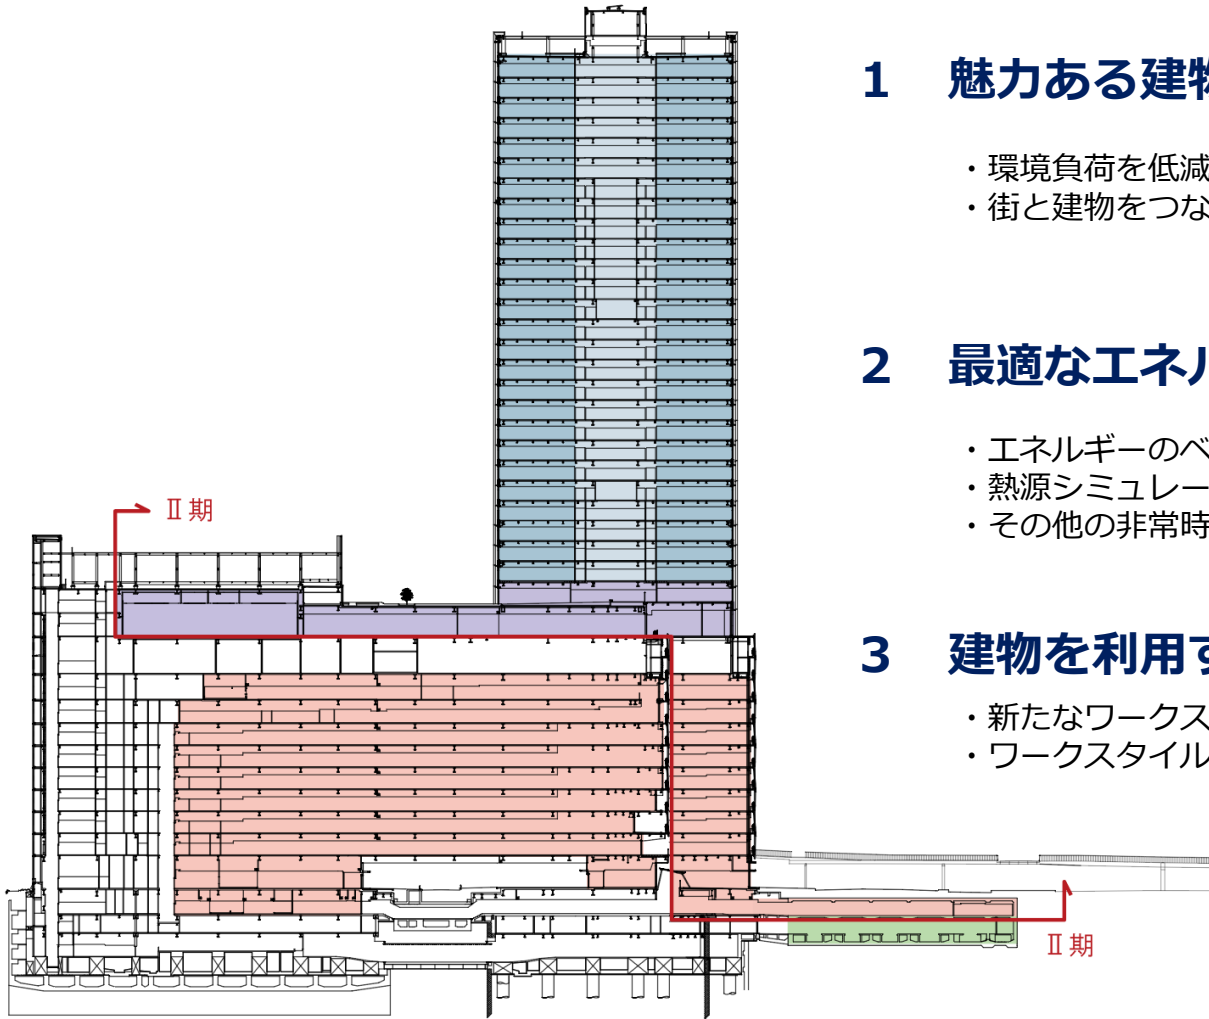 1 魅力ある建物
・環境負荷を低減
・街と建物をつな
2 最適なエネル
・エネルギーのベ
・熱源シミュレー
・その他の非常時
3 建物を利用す
・新たなワークス
・ワークスタイル
Ⅱ期
Ⅱ期